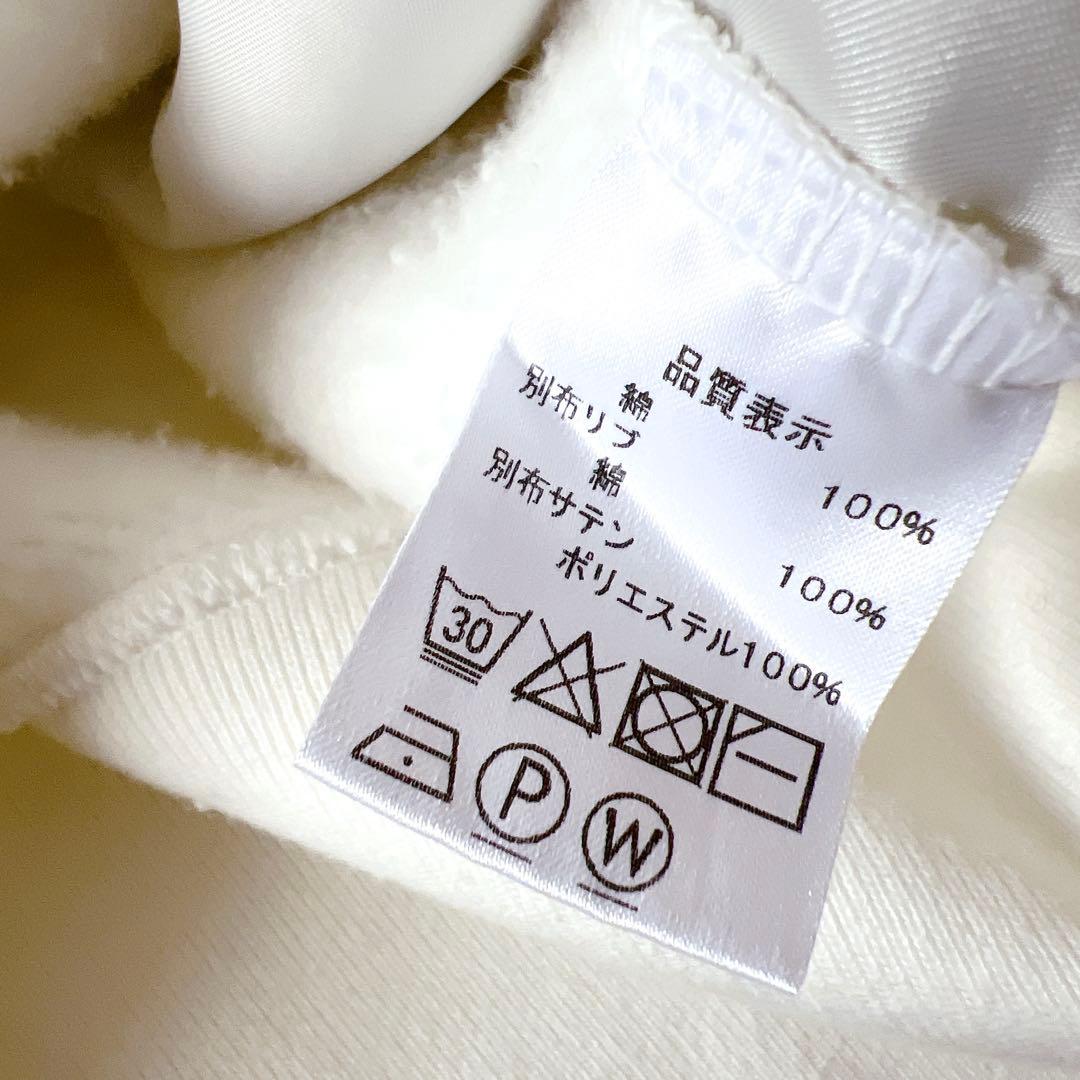 品質表示
綿 100%
別布リブ
綿 100%
別布サテン
ポリエステル100%
30
P
W